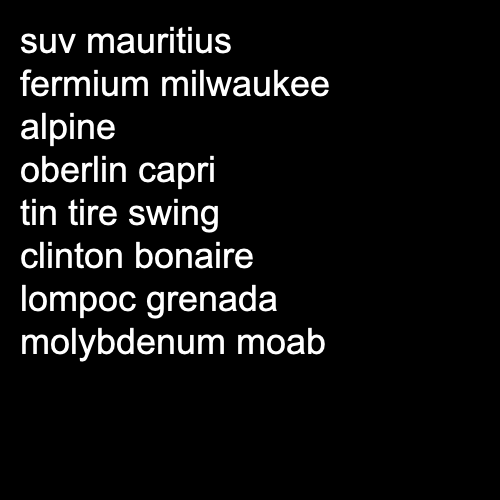 suv mauritius
fermium milwaukee
alpine
oberlin capri
tin tire swing
clinton bonaire
lompoc grenada
molybdenum moab